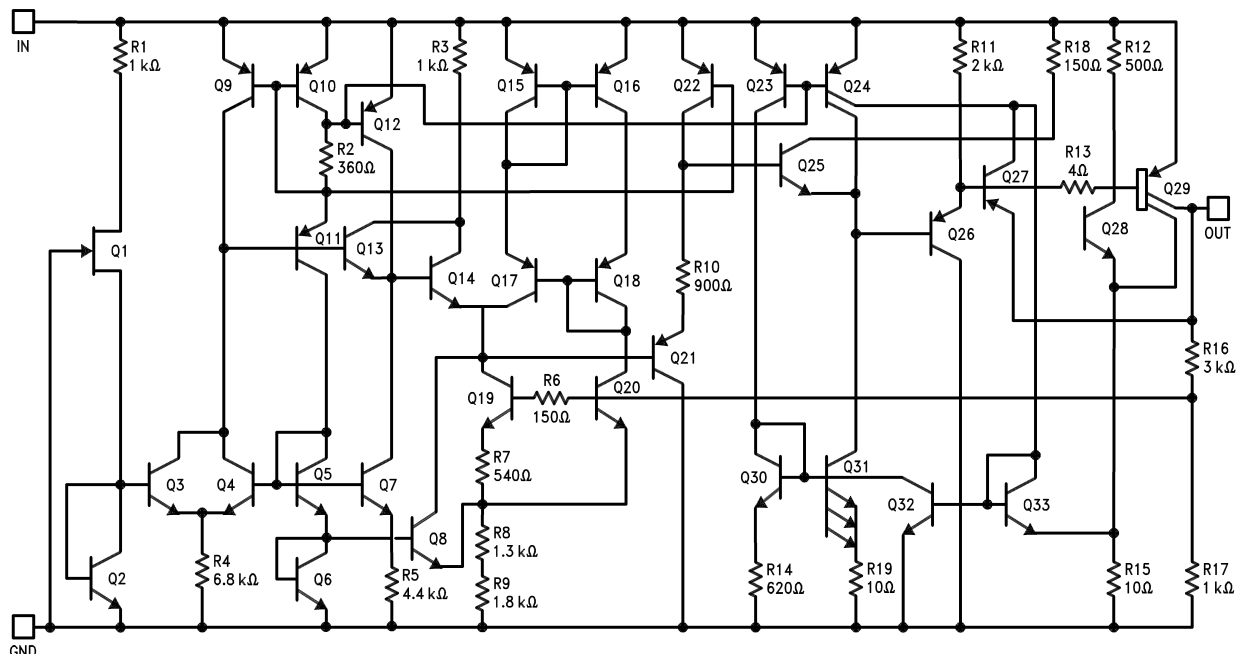 IN
R1
1 kΩ
Q9
Q10
Q12
R2
360Ω
R3
1 kΩ
Q15
Q16
Q22
Q23
Q24
Q25
R11
2 kΩ
R18
150Ω
R12
500Ω
R13
4Ω
Q27
Q29
OUT
Q1
Q11
Q13
Q14
Q17
Q18
R10
900Ω
Q26
Q28
Q21
R16
3 kΩ
Q19
R6
150Ω
Q20
Q3
Q4
Q5
Q7
R7
540Ω
Q30
Q31
Q32
Q33
Q2
R4
6.8 kΩ
Q6
R5
4.4 kΩ
Q8
R8
1.3 kΩ
R9
1.8 kΩ
R14
620Ω
R19
10Ω
R15
10Ω
R17
1 kΩ
GND